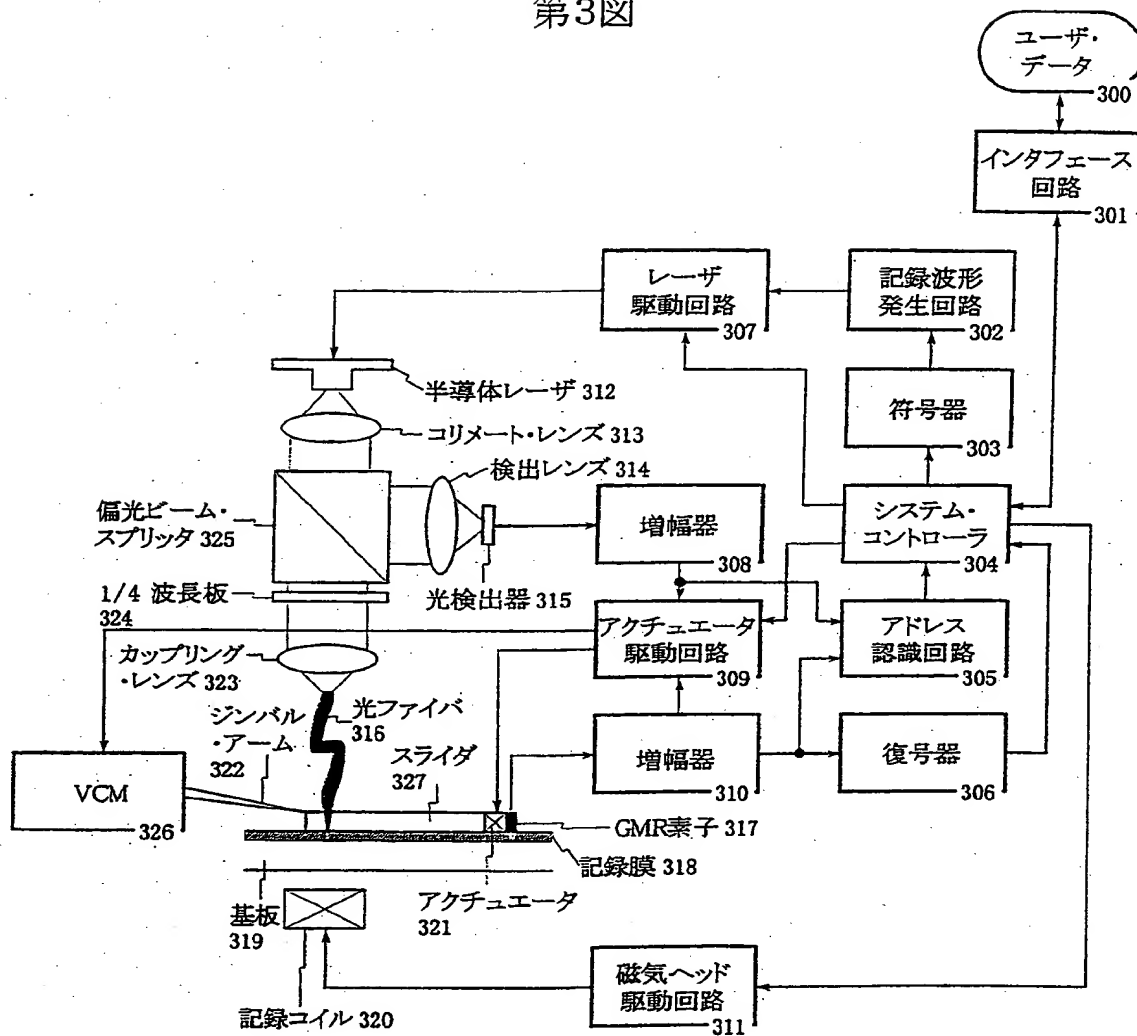 第3図
ユーザ・
データ
300
インタフェース
回路
301
レーザ
駆動回路
307
記録波形
発生回路
302
半導体レーザ 312
コリメート・レンズ 313
符号器
303
検出レンズ
314
偏光ビーム・
スプリッタ 325
増幅器
308
システム・
コントローラ
304
1/4 波長板
324
光検出器 315
アクチュエータ
駆動回路
309
アドレス
認識回路
305
カップリング
・レンズ 323
ジンバル
・アーム
322
光ファイバ
316
スライダ
327
増幅器
310
復号器
306
VCM
326
GMR素子 317
記録膜 318
基板
319
アクチュエータ
321
記録コイル 320
磁気ヘッド
駆動回路
311